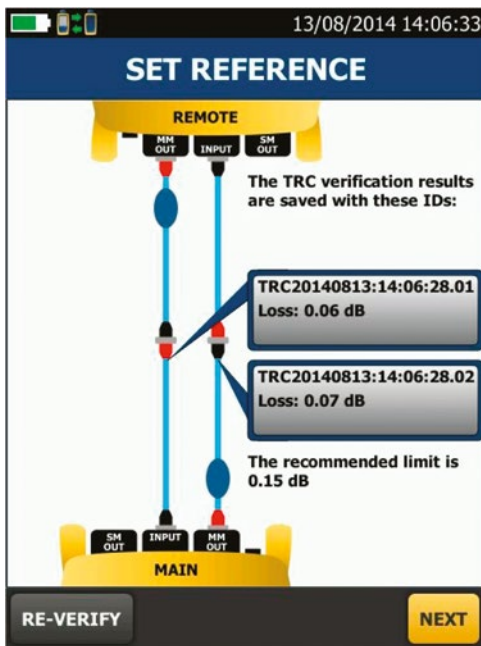 13/08/2014 14:06:33
SET REFERENCE
REMOTE
MM
OUT
INPUT
SM
OUT
The TRC verification results
are saved with these IDs:
TRC20140813:14:06:28.01
Loss: 0.06 dB
TRC20140813:14:06:28.02
Loss: 0.07 dB
The recommended limit is
0.15 dB
SM
OUT
INPUT
MM
OUT
MAIN
RE-VERIFY
NEXT